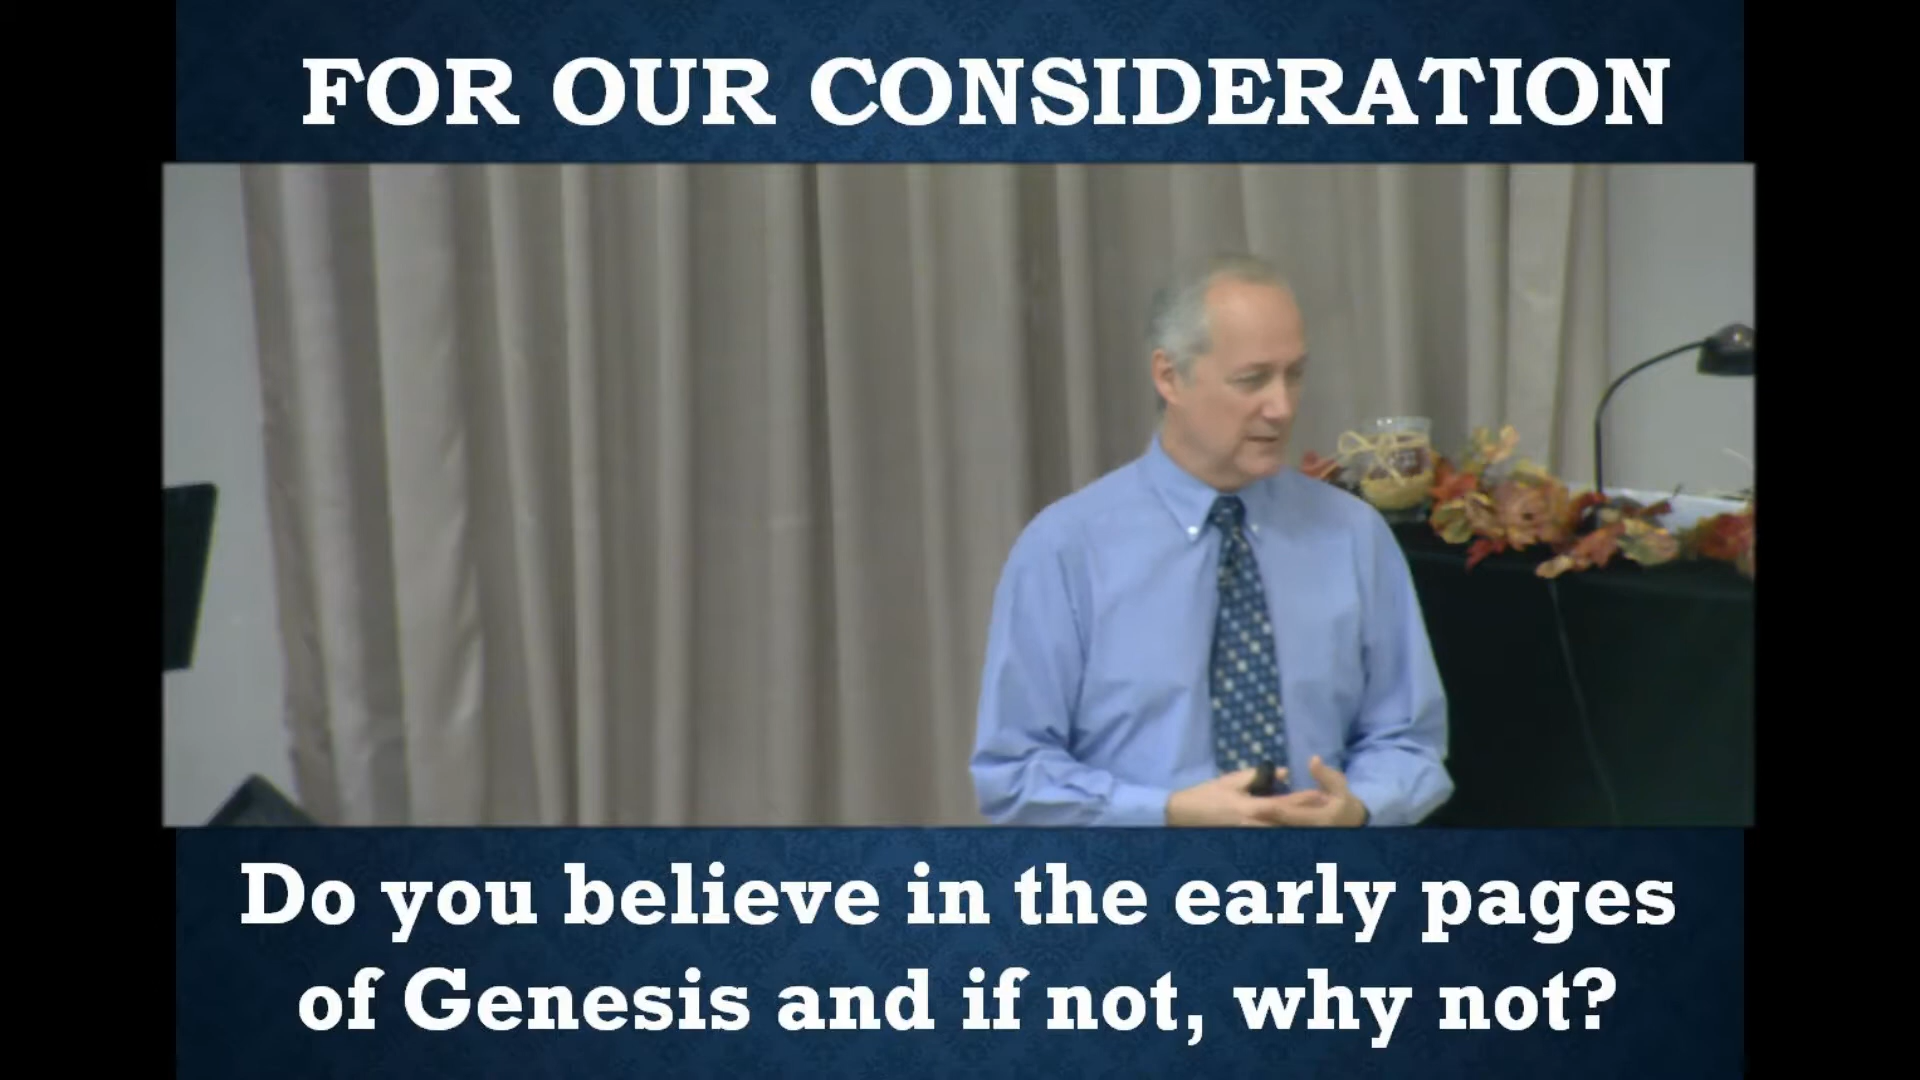 FOR OUR CONSIDERATION
Do you believe in the early pages
of Genesis and if not, why not?